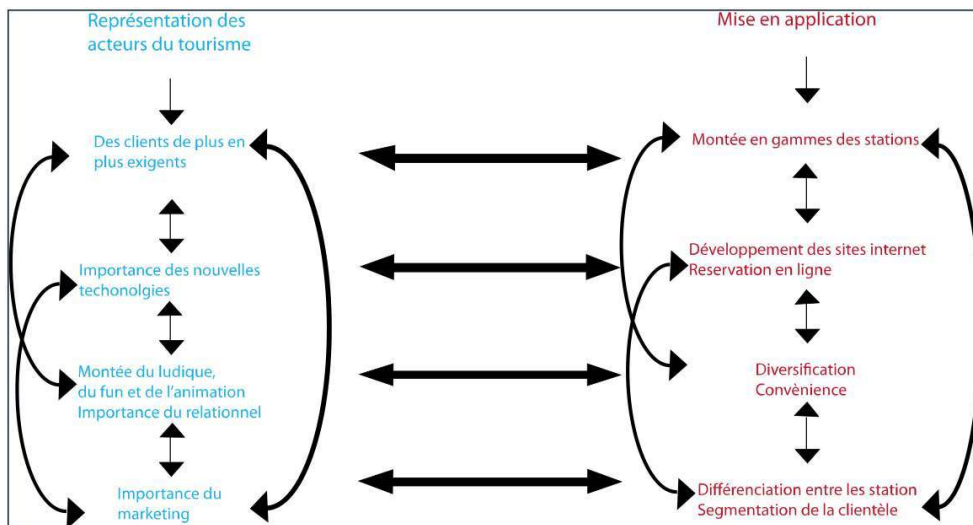 Représentation des
acteurs du tourisme
Des clients de plus en
plus exigents
Importance des nouvelles
techonolgies
Montée du ludique,
du fun et de l'animation
Importance du relationnel
Importance du
marketing
Mise en application
Montée en gammes des stations
Développement des sites internet
Reservation en ligne
Diversification
Convènience
Différenciation entre les station
Segmentation de la clientèle